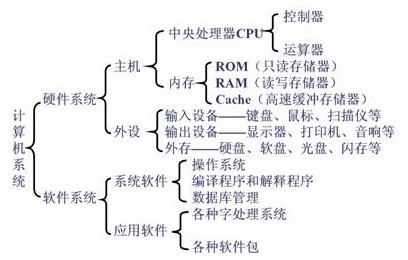 计算机系统
硬件系统
主机
中央处理器CPU
控制器
运算器
内存
ROM（只读存储器）
RAM（读写存储器）
Cache（高速缓冲存储器）
外设
输入设备——键盘、鼠标、扫描仪等
输出设备——显示器、打印机、音响等
外存——硬盘、软盘、光盘、闪存等
软件系统
系统软件
操作系统
编译程序和解释程序
数据库管理
应用软件
各种字处理系统
各种软件包